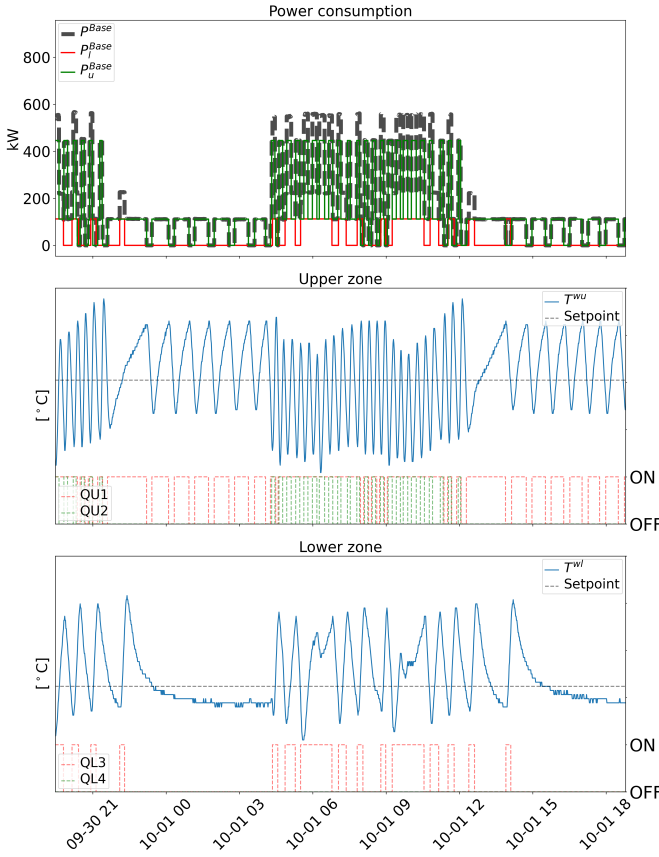 Power consumption
P^Base
P_l^Base
P_u^Base
kW
800
600
400
200
0
Upper zone
T^wu
Setpoint
[°C]
QU1
QU2
ON
OFF
Lower zone
T^wl
Setpoint
[°C]
QL3
QL4
ON
OFF
09-30 21
10-01 00
10-01 03
10-01 06
10-01 09
10-01 12
10-01 15
10-01 18